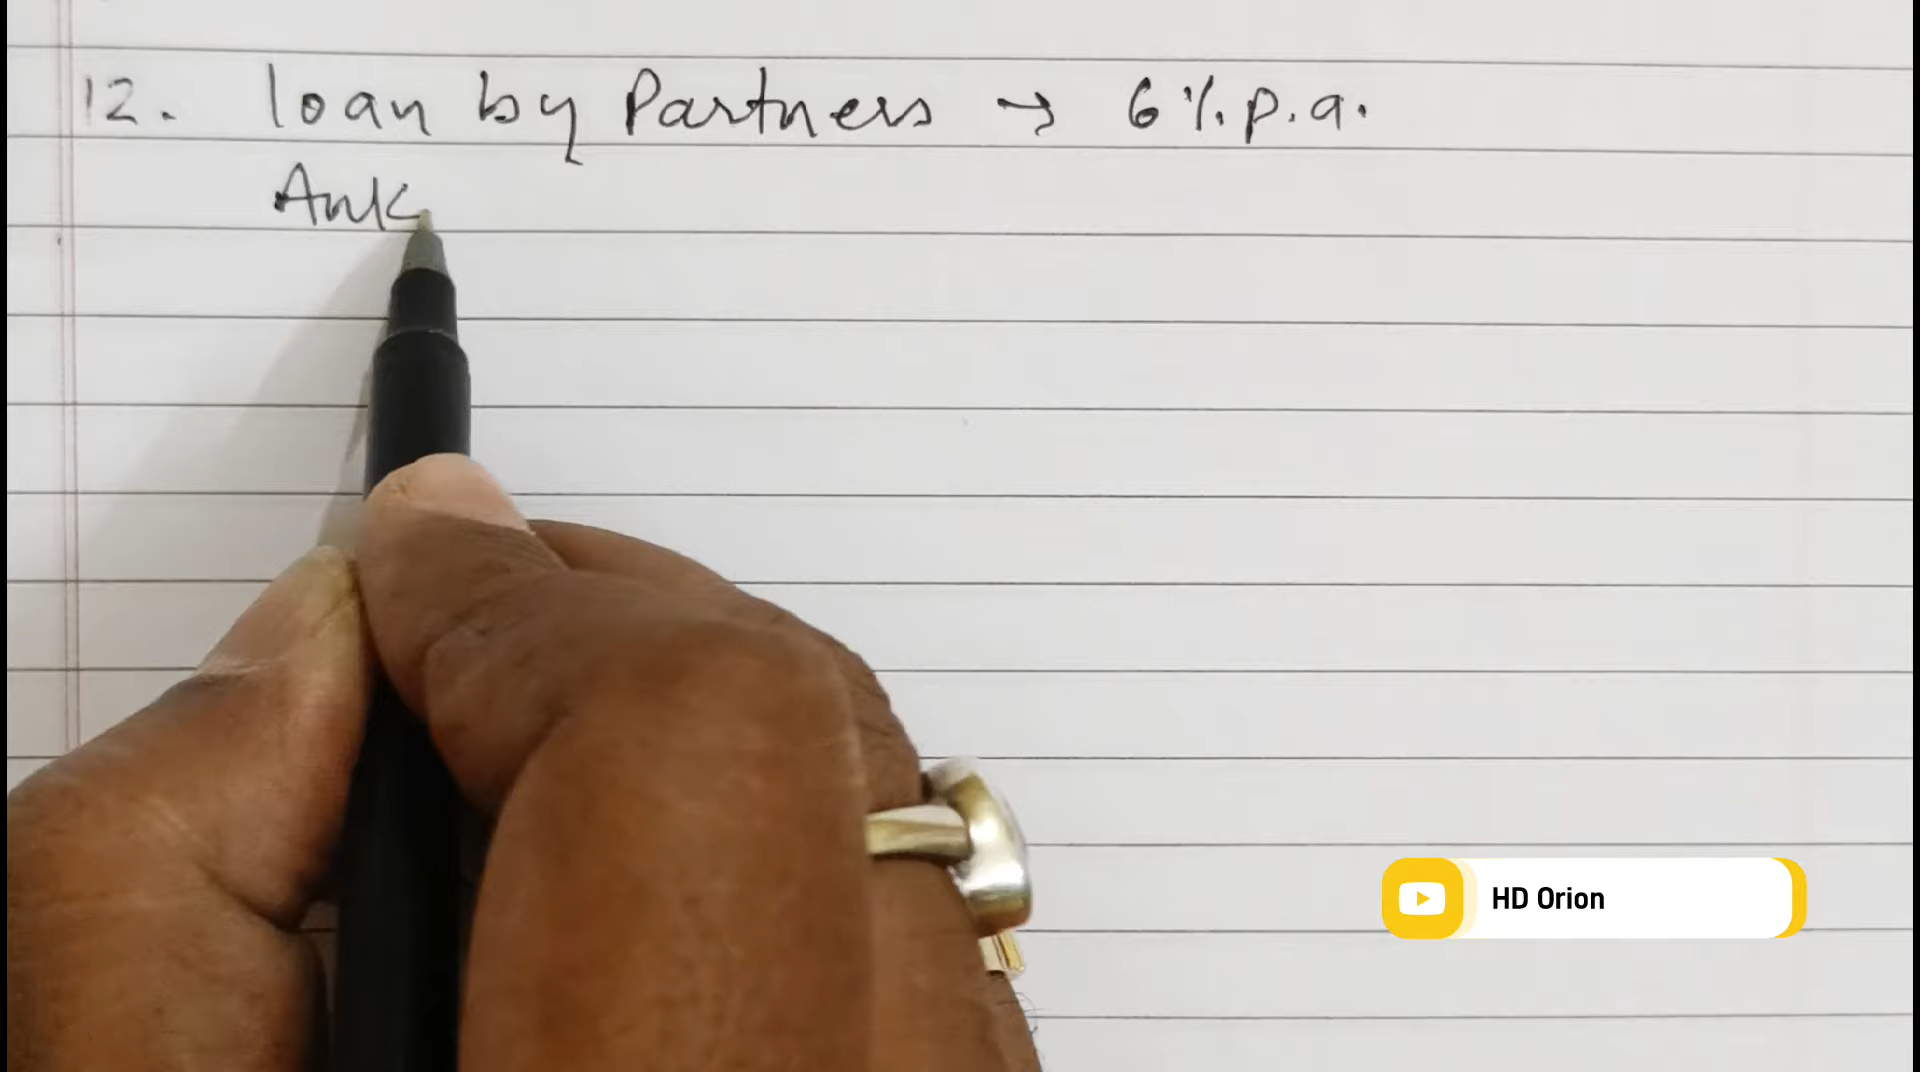 12. loan by Partners → 6%.p.a.
Ank
HD Orion